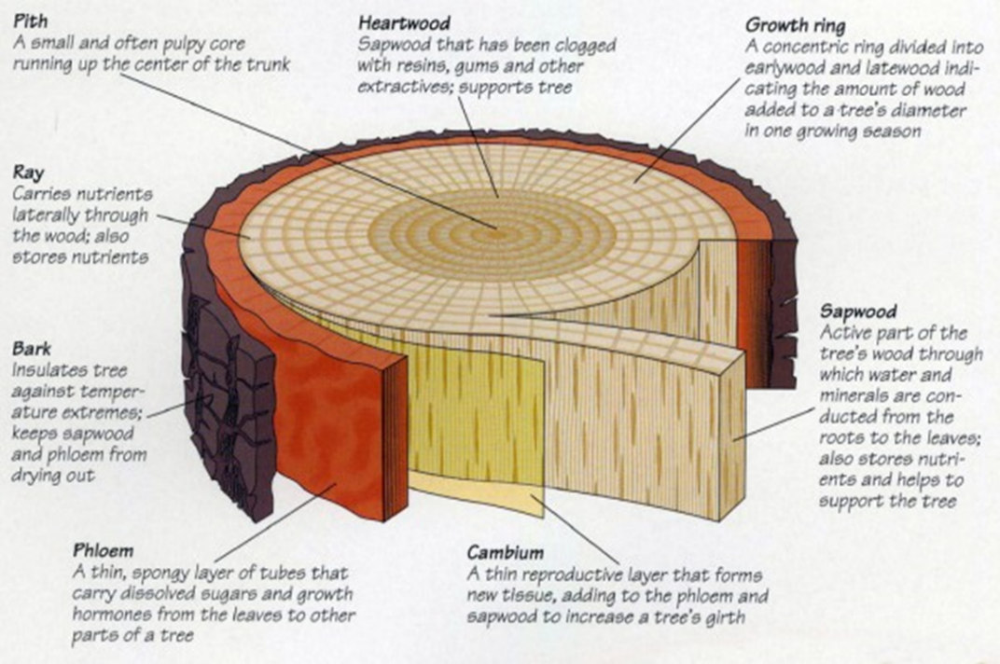 Pith
A small and often pulpy core
running up the center of the trunk
Heartwood
Sapwood that has been clogged
with resins, gums and other
extractives; supports tree
Growth ring
A concentric ring divided into
earlywood and latewood indi-
cating the amount of wood
added to a tree's diameter
in one growing season
Ray
Carries nutrients
laterally through
the wood; also
stores nutrients
Bark
Insulates tree
against temper-
ature extremes;
keeps sapwood
and phloem from
drying out
Sapwood
Active part of the
tree's wood through
which water and
minerals are con-
ducted from the
roots to the leaves;
also stores nutri-
ents and helps to
support the tree
Phloem
A thin, spongy layer of tubes that
carry dissolved sugars and growth
hormones from the leaves to other
parts of a tree
Cambium
A thin reproductive layer that forms
new tissue, adding to the phloem and
sapwood to increase a tree's girth